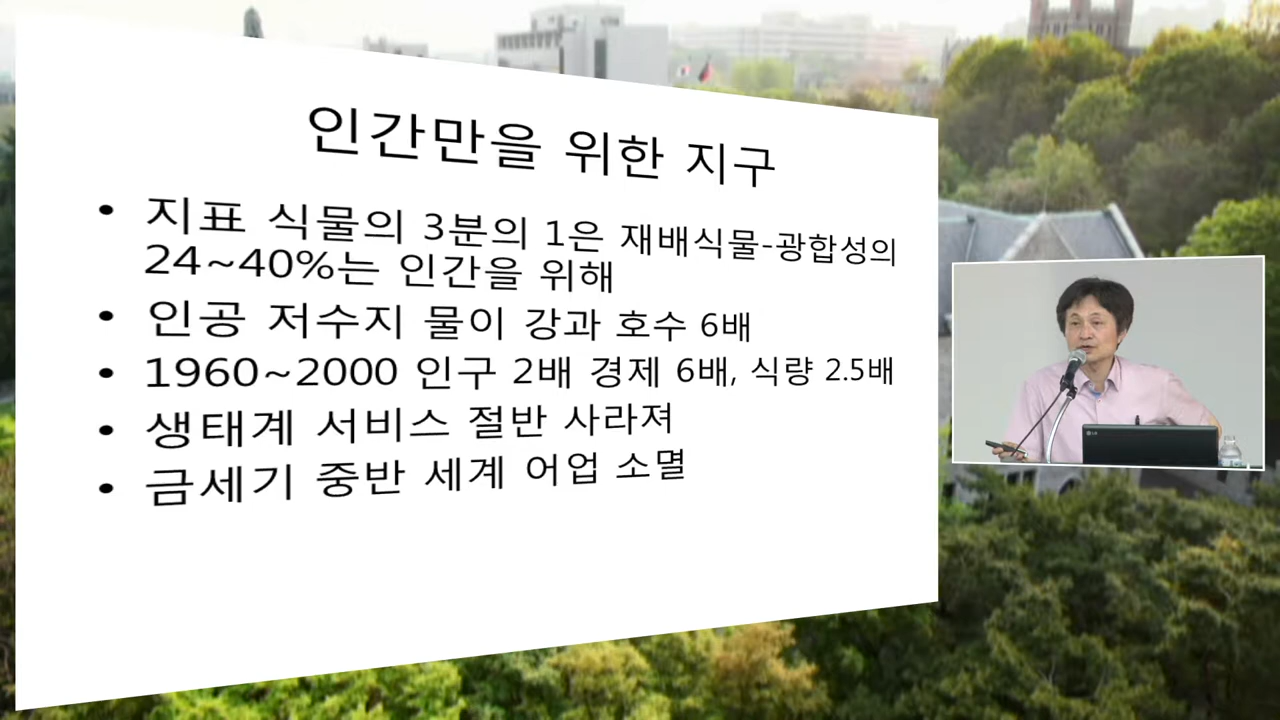 인간만을 위한 지구
• 지표 식물의 3분의 1은 재배식물-광합성의
24~40%는 인간을 위해
• 인공 저수지 물이 강과 호수 6배
• 1960~2000 인구 2배 경제 6배, 식량 2.5배
• 생태계 서비스 절반 사라져
• 금세기 중반 세계 어업 소멸
LG